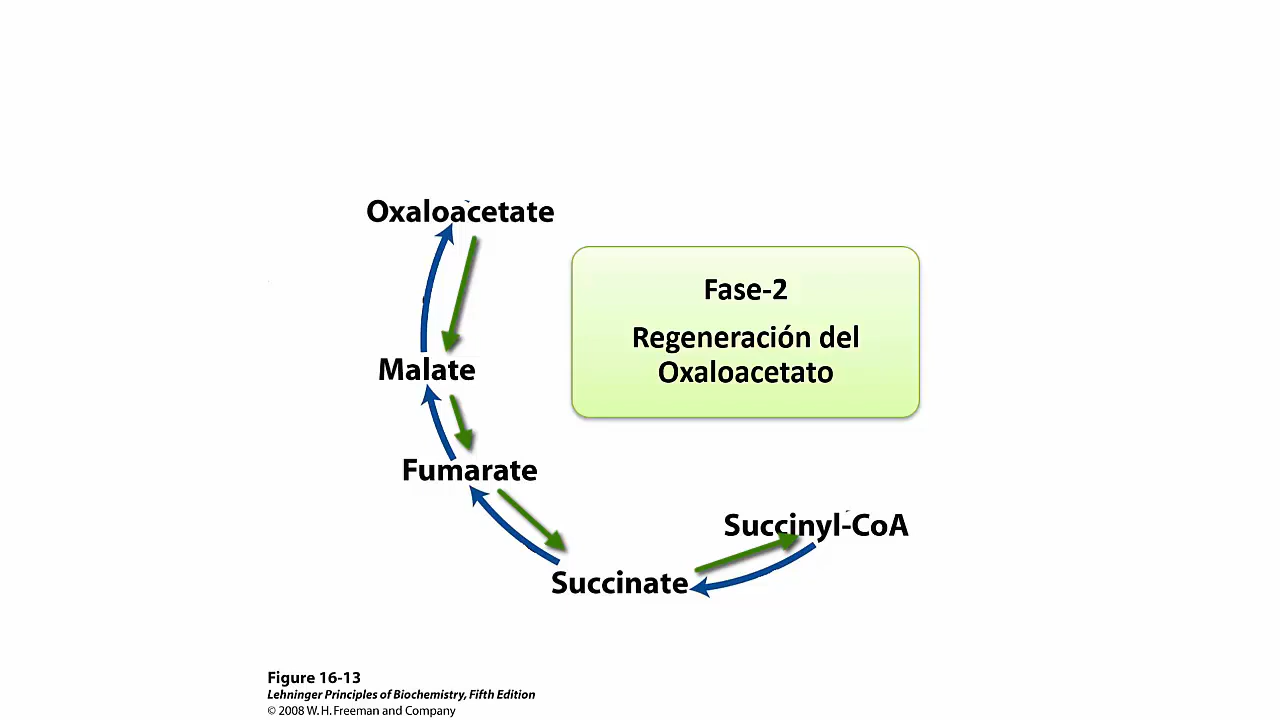 Oxaloacetate
Fase-2
Regeneración del
Oxaloacetato
Malate
Fumarate
Succinyl-CoA
Succinate
Figure 16-13
Lehninger Principles of Biochemistry, Fifth Edition
© 2008 W. H. Freeman and Company